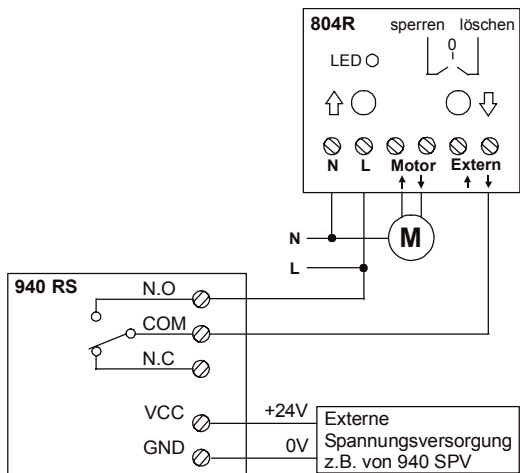 804R
sperren löschen
0
LED
N L Motor Extern
N
M
L
940 RS
N.O
COM
N.C
VCC
+24V
GND
0V
Externe
Spannungsversorgung
z.B. von 940 SPV